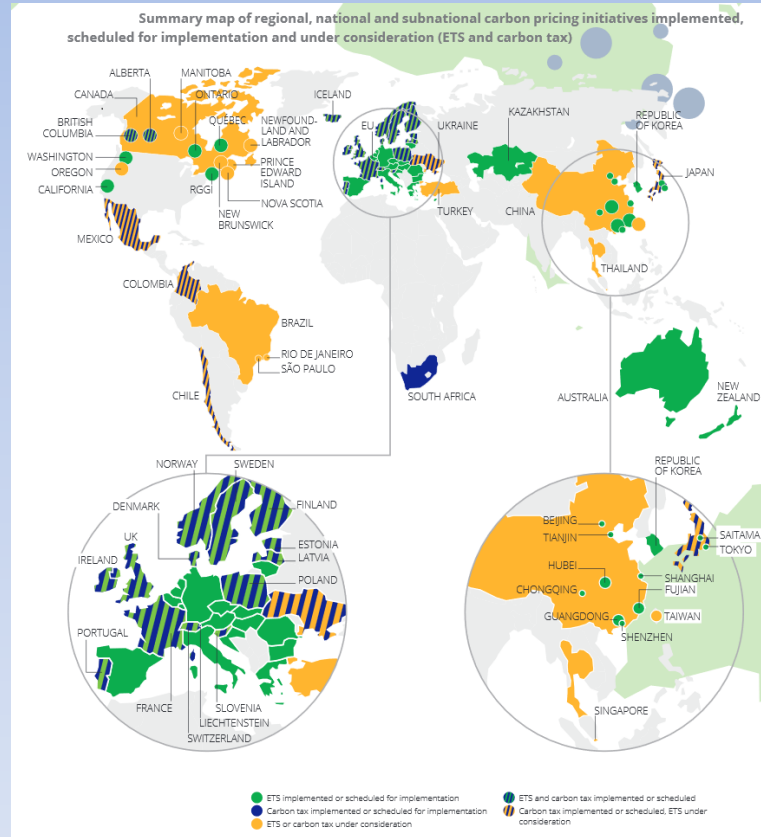 Summary map of regional, national and subnational carbon pricing initiatives implemented,
scheduled for implementation and under consideration (ETS and carbon tax)
ALBERTA
MANITOBA
CANADA
ONTARIO
ICELAND
BRITISH
COLUMBIA
QUÉBEC
NEWFOUND-
LAND AND
LABRADOR
EU
UKRAINE
KAZAKHSTAN
REPUBLIC
OF KOREA
WASHINGTON
OREGON
CALIFORNIA
RGGI
PRINCE
EDWARD
ISLAND
NOVA SCOTIA
NEW
BRUNSWICK
JAPAN
TURKEY
CHINA
MEXICO
THAILAND
COLOMBIA
BRAZIL
RIO DE JANEIRO
SÃO PAULO
CHILE
SOUTH AFRICA
AUSTRALIA
NEW
ZEALAND
NORWAY
SWEDEN
DENMARK
FINLAND
UK
ESTONIA
LATVIA
IRELAND
POLAND
PORTUGAL
FRANCE
SLOVENIA
LIECHTENSTEIN
SWITZERLAND
REPUBLIC
OF KOREA
BEIJING
TIANJIN
SAITAMA
TOKYO
HUBEI
SHANGHAI
CHONGQING
FUJIAN
GUANGDONG
TAIWAN
SHENZHEN
SINGAPORE
ETS implemented or scheduled for implementation
Carbon tax implemented or scheduled for implementation
ETS or carbon tax under consideration
ETS and carbon tax implemented or scheduled
Carbon tax implemented or scheduled, ETS under
consideration